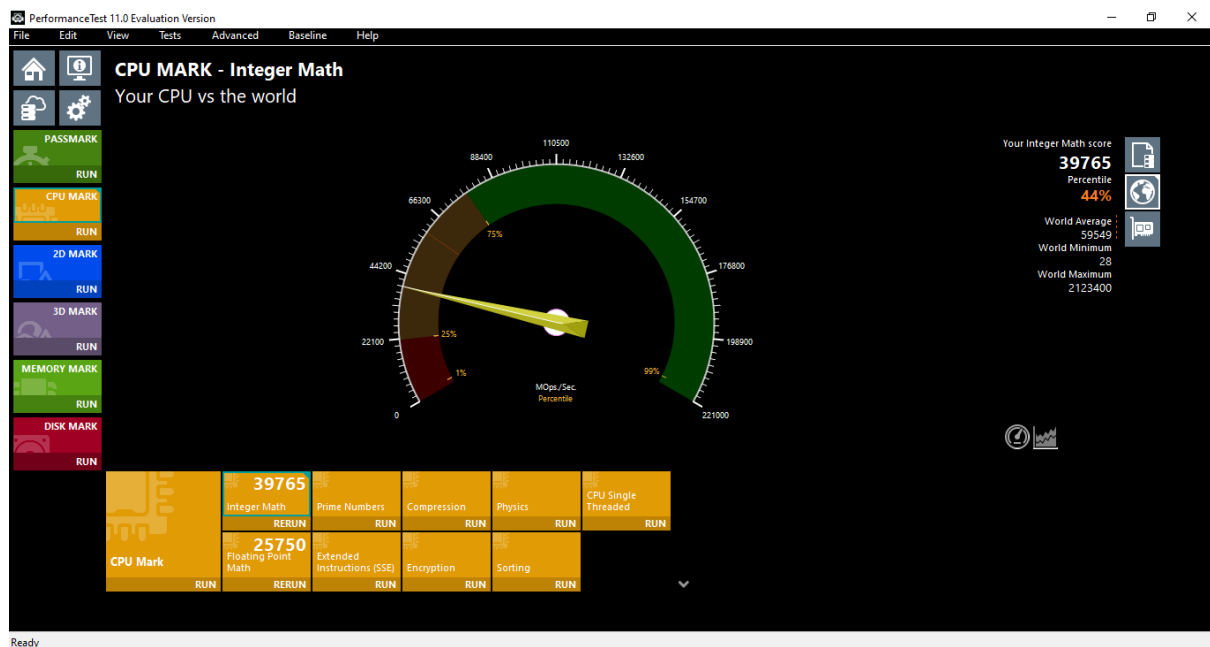 PerformanceTest 11.0 Evaluation Version
File Edit View Tests Advanced Baseline Help
CPU MARK - Integer Math
Your CPU vs the world
PASSMARK
RUN
CPU MARK
RUN
2D MARK
RUN
3D MARK
RUN
MEMORY MARK
RUN
DISK MARK
RUN
0
22100
44200
66300
88400
110500
132600
154700
176800
198900
221000
1%
25%
75%
99%
MOps./Sec.
Percentile
Your Integer Math score
39765
Percentile
44%
World Average
59549
World Minimum
28
World Maximum
2123400
CPU Mark
RUN
39765
Integer Math
RERUN
Prime Numbers
RUN
Compression
RUN
Physics
RUN
CPU Single
Threaded
RUN
25750
Floating Point
Math
RERUN
Extended
Instructions (SSE)
RUN
Encryption
RUN
Sorting
RUN
Ready